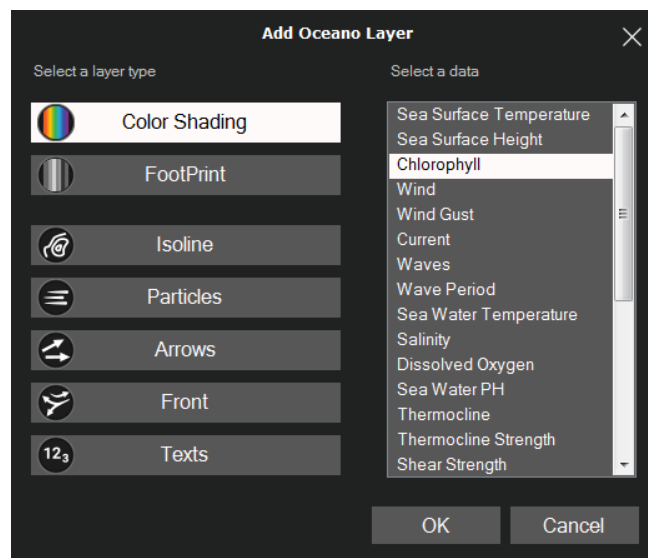 Add Oceano Layer
Select a layer type
Select a data
Color Shading
FootPrint
Isoline
Particles
Arrows
Front
12₃
Texts
Sea Surface Temperature
Sea Surface Height
Chlorophyll
Wind
Wind Gust
Current
Waves
Wave Period
Sea Water Temperature
Salinity
Dissolved Oxygen
Sea Water PH
Thermocline
Thermocline Strength
Shear Strength
OK
Cancel